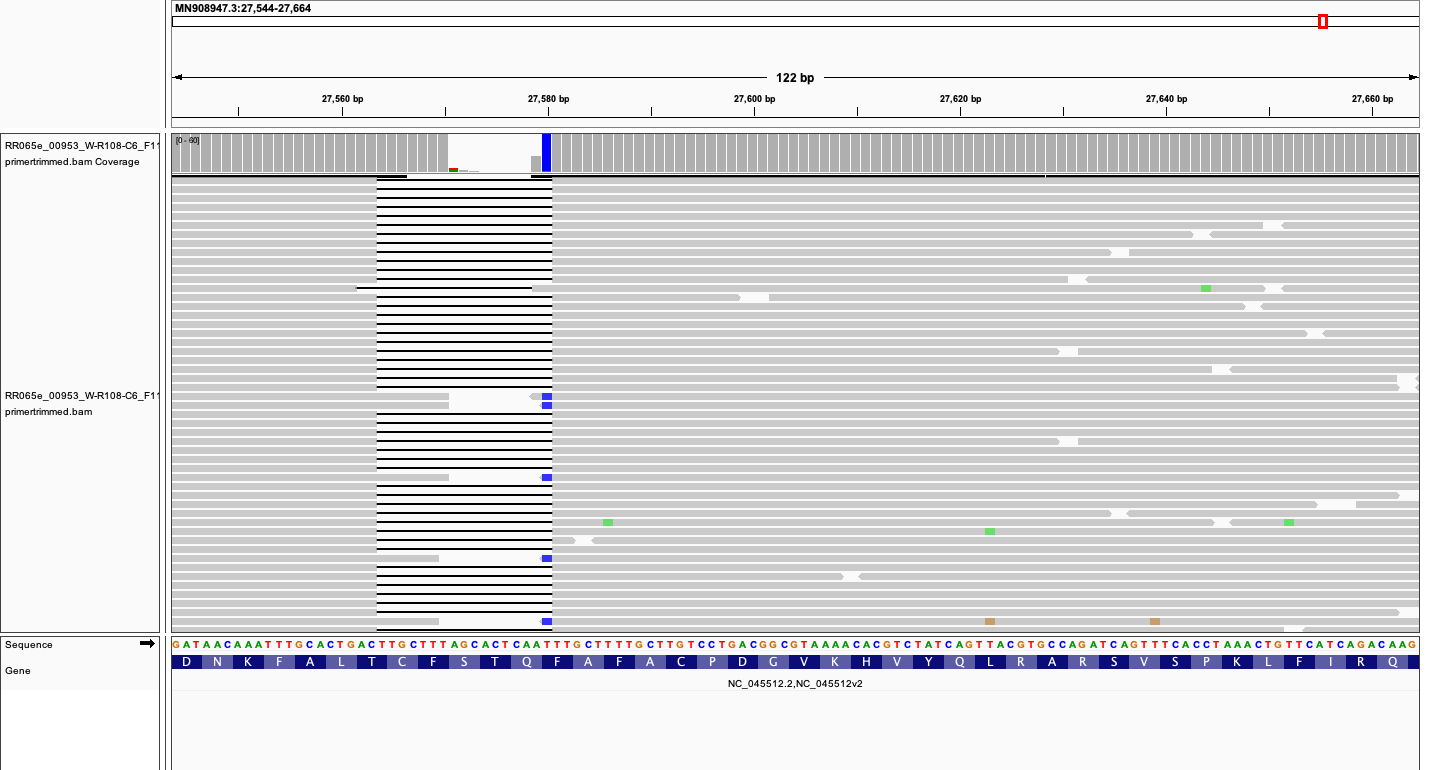 MN908947.3:27,544-27,664
122 bp
27,560 bp 27,580 bp 27,600 bp 27,620 bp 27,640 bp 27,660 bp
[0 - 60]
RR065e_00953_W-R108-C6_F11
primertrimmed.bam Coverage
RR065e_00953_W-R108-C6_F11
primertrimmed.bam
Sequence
G A T A A C A A A T T T G C A C T G A C T T G C T T T A G C A C T C A A T T T G C T T T T G C T T G T C C T G A C G G C G T A A A A C A C G T C T A T C A G T T A C G T G C C A G A T C A G T T T C A C C T A A A C T G T T C A T C A G A C A A G
Gene
D N K F A L T C F S T Q F A F A C P D G V K H V Y Q L R A R S V S P K L F I R Q
NC_045512.2,NC_045512v2